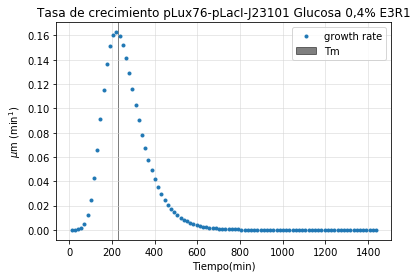 Tasa de crecimiento pLux76-pLacI-J23101 Glucosa 0,4% E3R1
growth rate
Tm
μm (min¹)
0.16
0.14
0.12
0.10
0.08
0.06
0.04
0.02
0.00
0 200 400 600 800 1000 1200 1400
Tiempo(min)